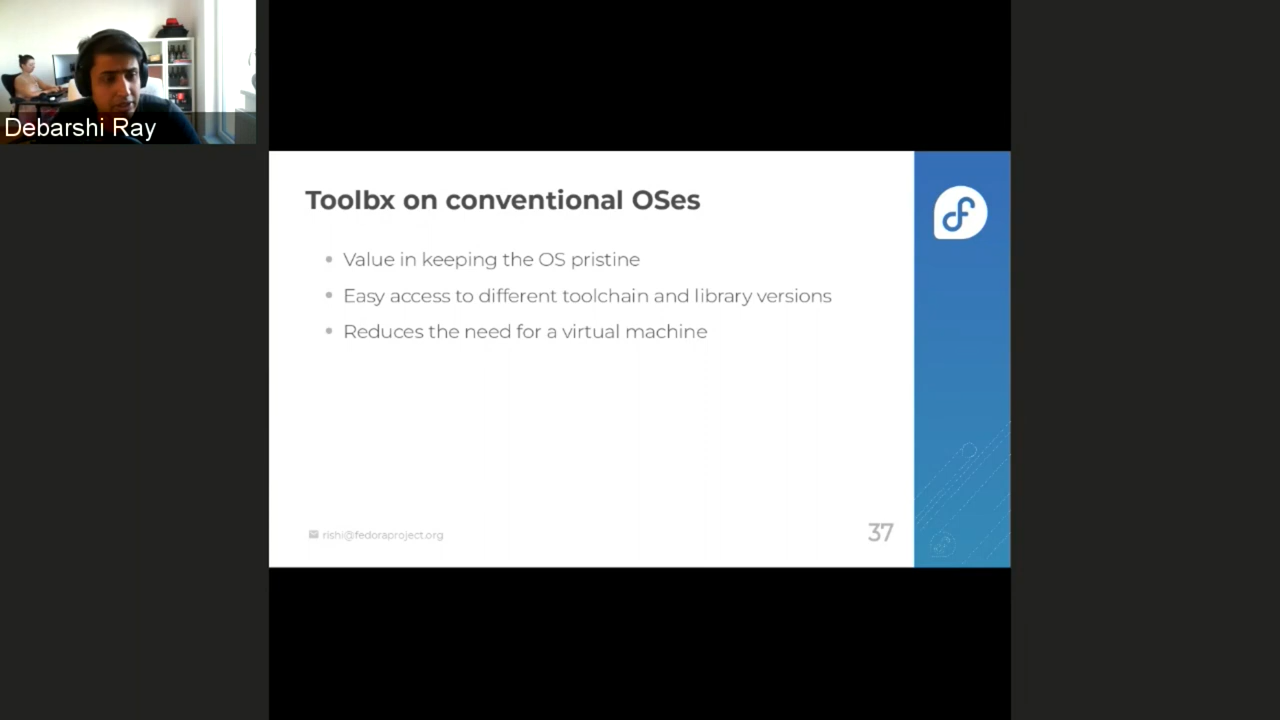 Debarshi Ray
Toolbx on conventional OSes
Value in keeping the OS pristine
Easy access to different toolchain and library versions
Reduces the need for a virtual machine
rishi@fedoraproject.org
37